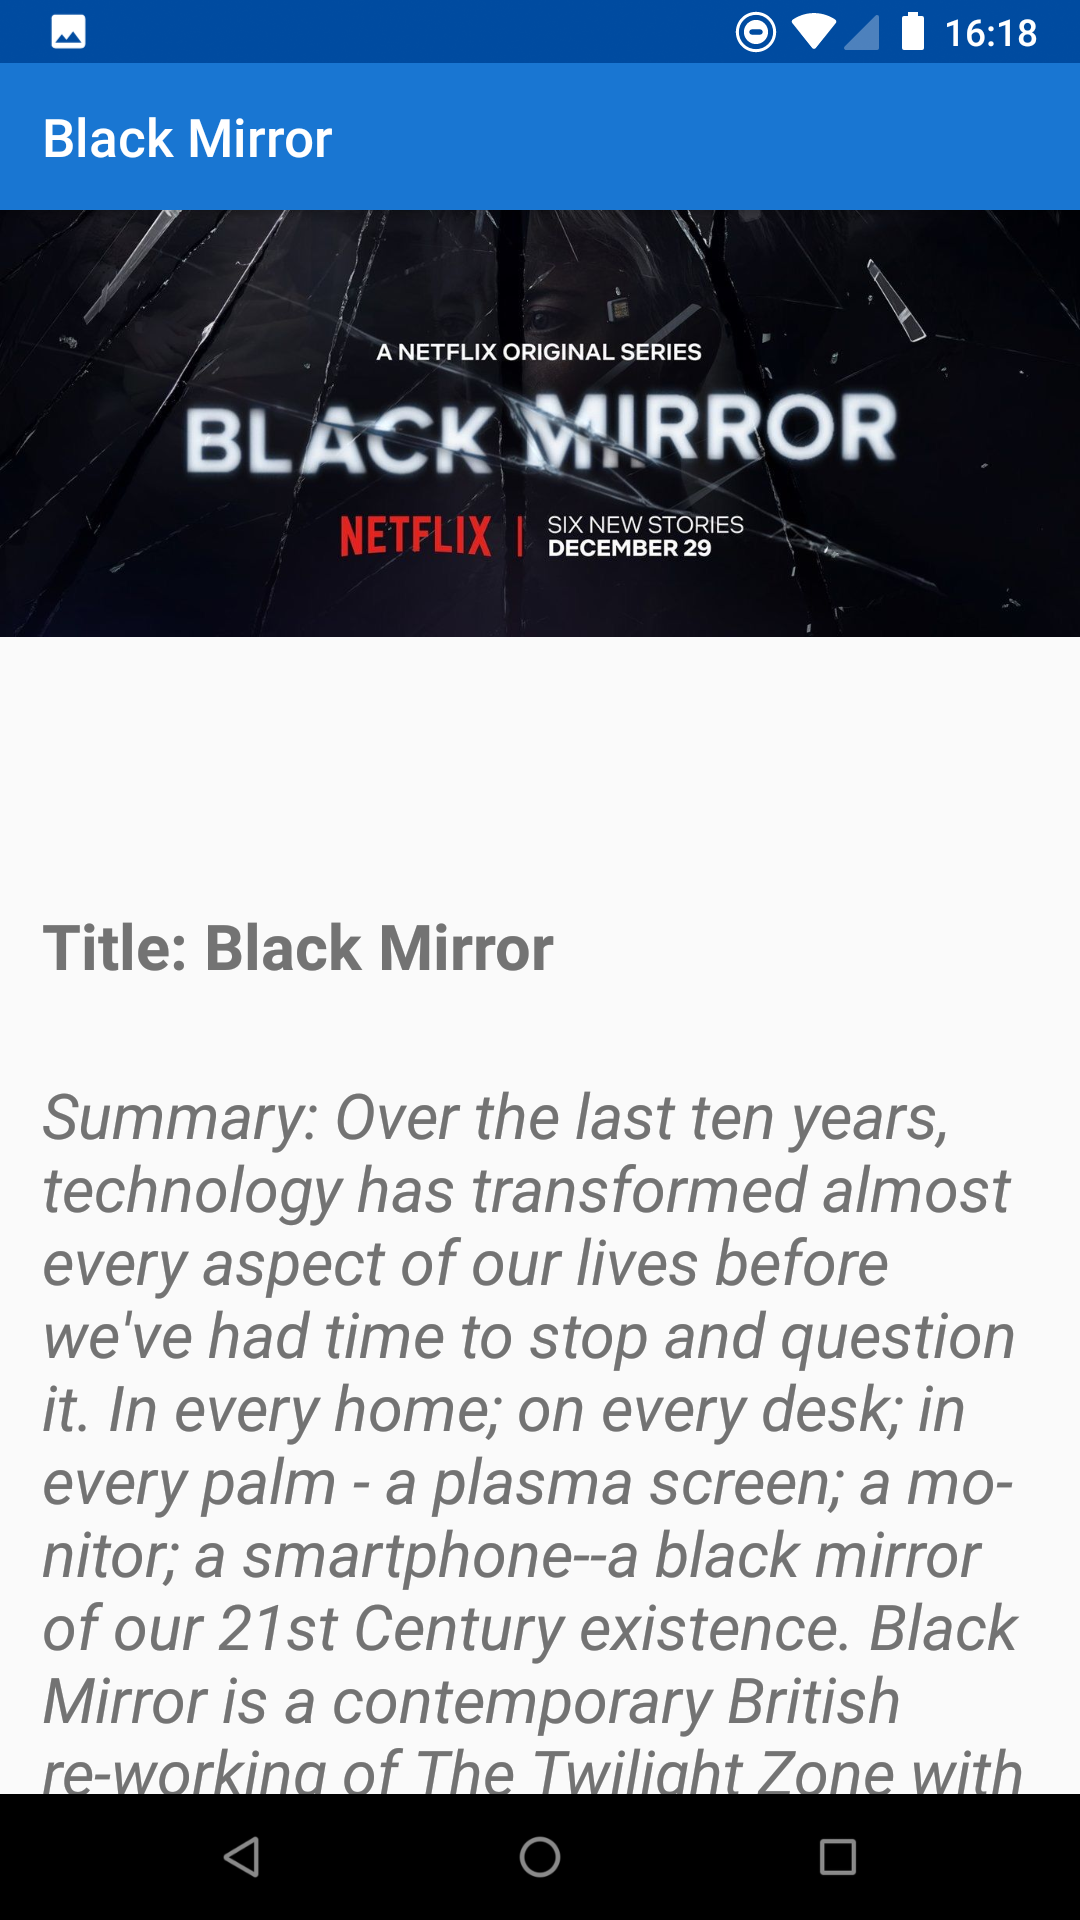 16:18
Black Mirror
A NETFLIX ORIGINAL SERIES
BLACK MIRROR
NETFLIX | SIX NEW STORIES
DECEMBER 29
Title: Black Mirror
Summary: Over the last ten years,
technology has transformed almost
every aspect of our lives before
we've had time to stop and question
it. In every home; on every desk; in
every palm - a plasma screen; a mo-
nitor; a smartphone--a black mirror
of our 21st Century existence. Black
Mirror is a contemporary British
re-working of The Twilight Zone with